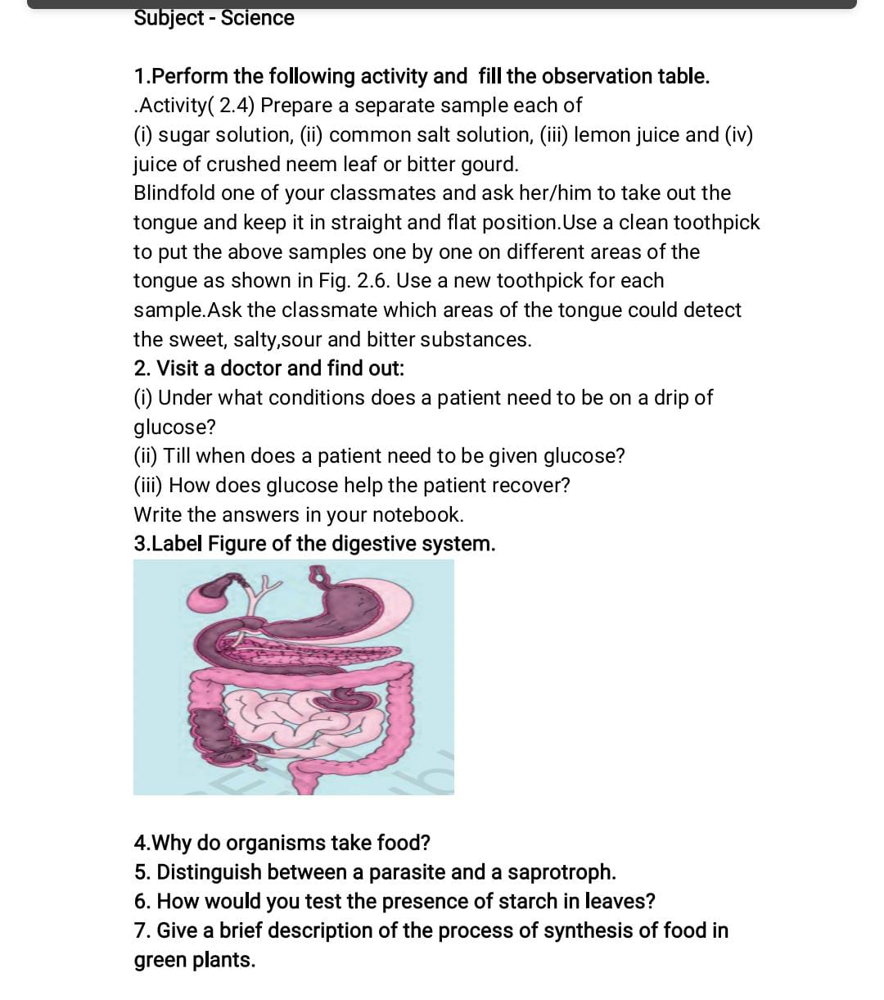 Subject - Science
1.Perform the following activity and fill the observation table.
.Activity( 2.4) Prepare a separate sample each of
(i) sugar solution, (ii) common salt solution, (iii) lemon juice and (iv)
juice of crushed neem leaf or bitter gourd.
Blindfold one of your classmates and ask her/him to take out the
tongue and keep it in straight and flat position.Use a clean toothpick
to put the above samples one by one on different areas of the
tongue as shown in Fig. 2.6. Use a new toothpick for each
sample.Ask the classmate which areas of the tongue could detect
the sweet, salty,sour and bitter substances.
2. Visit a doctor and find out:
(i) Under what conditions does a patient need to be on a drip of
glucose?
(ii) Till when does a patient need to be given glucose?
(iii) How does glucose help the patient recover?
Write the answers in your notebook.
3.Label Figure of the digestive system.
4.Why do organisms take food?
5. Distinguish between a parasite and a saprotroph.
6. How would you test the presence of starch in leaves?
7. Give a brief description of the process of synthesis of food in
green plants.